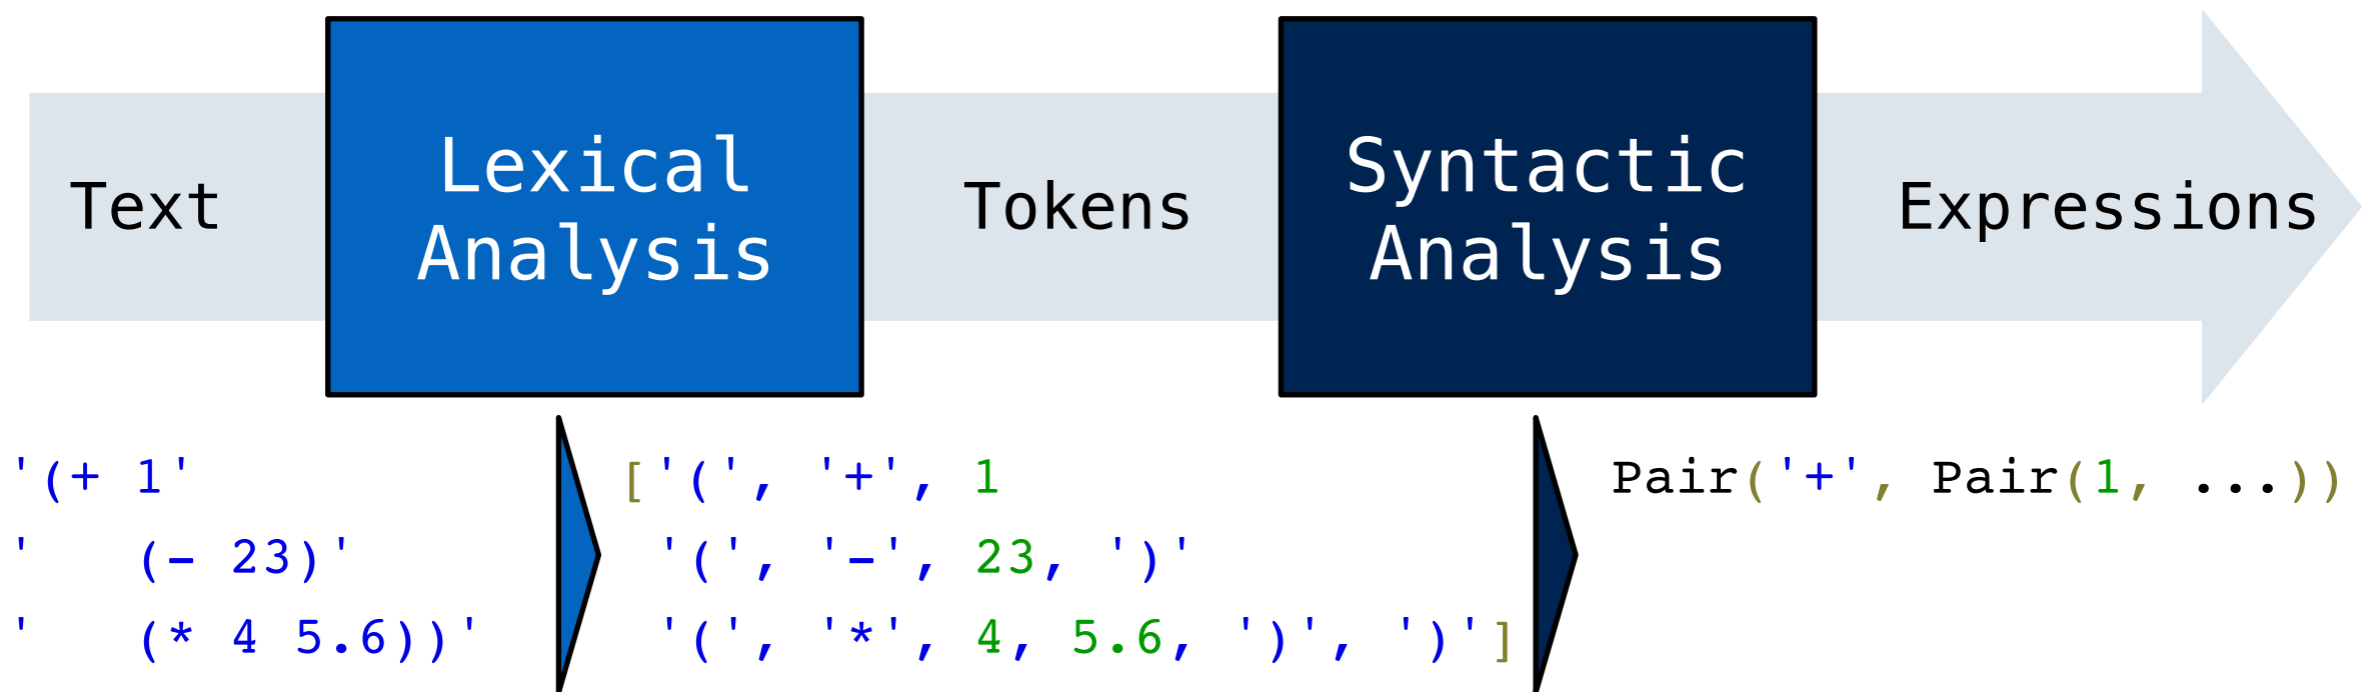 Text
Lexical
Analysis
Tokens
Syntactic
Analysis
Expressions
'(+ 1'
'   (- 23)'
'   (* 4 5.6))'
['(', '+', 1
'(', '-', 23, ')'
'(', '*', 4, 5.6, ')', ')']
Pair('+', Pair(1, ...))